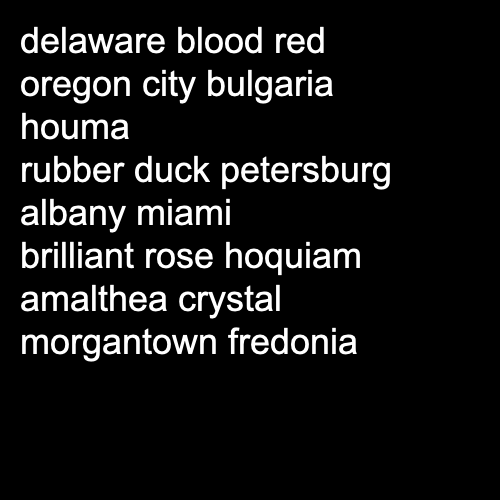 delaware blood red
oregon city bulgaria
houma
rubber duck petersburg
albany miami
brilliant rose hoquiam
amalthea crystal
morgantown fredonia